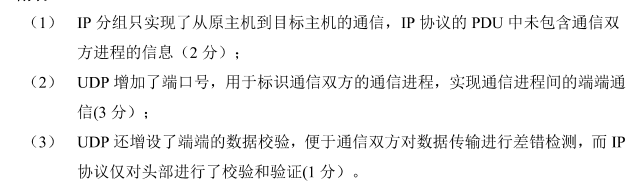 （1） IP 分组只实现了从原主机到目标主机的通信，IP 协议的 PDU 中未包含通信双
方进程的信息（2 分）；
（2） UDP 增加了端口号，用于标识通信双方的通信进程，实现通信进程间的端端通
信(3 分）；
（3） UDP 还增设了端端的数据校验，便于通信双方对数据传输进行差错检测，而 IP
协议仅对头部进行了校验和验证(1 分）。